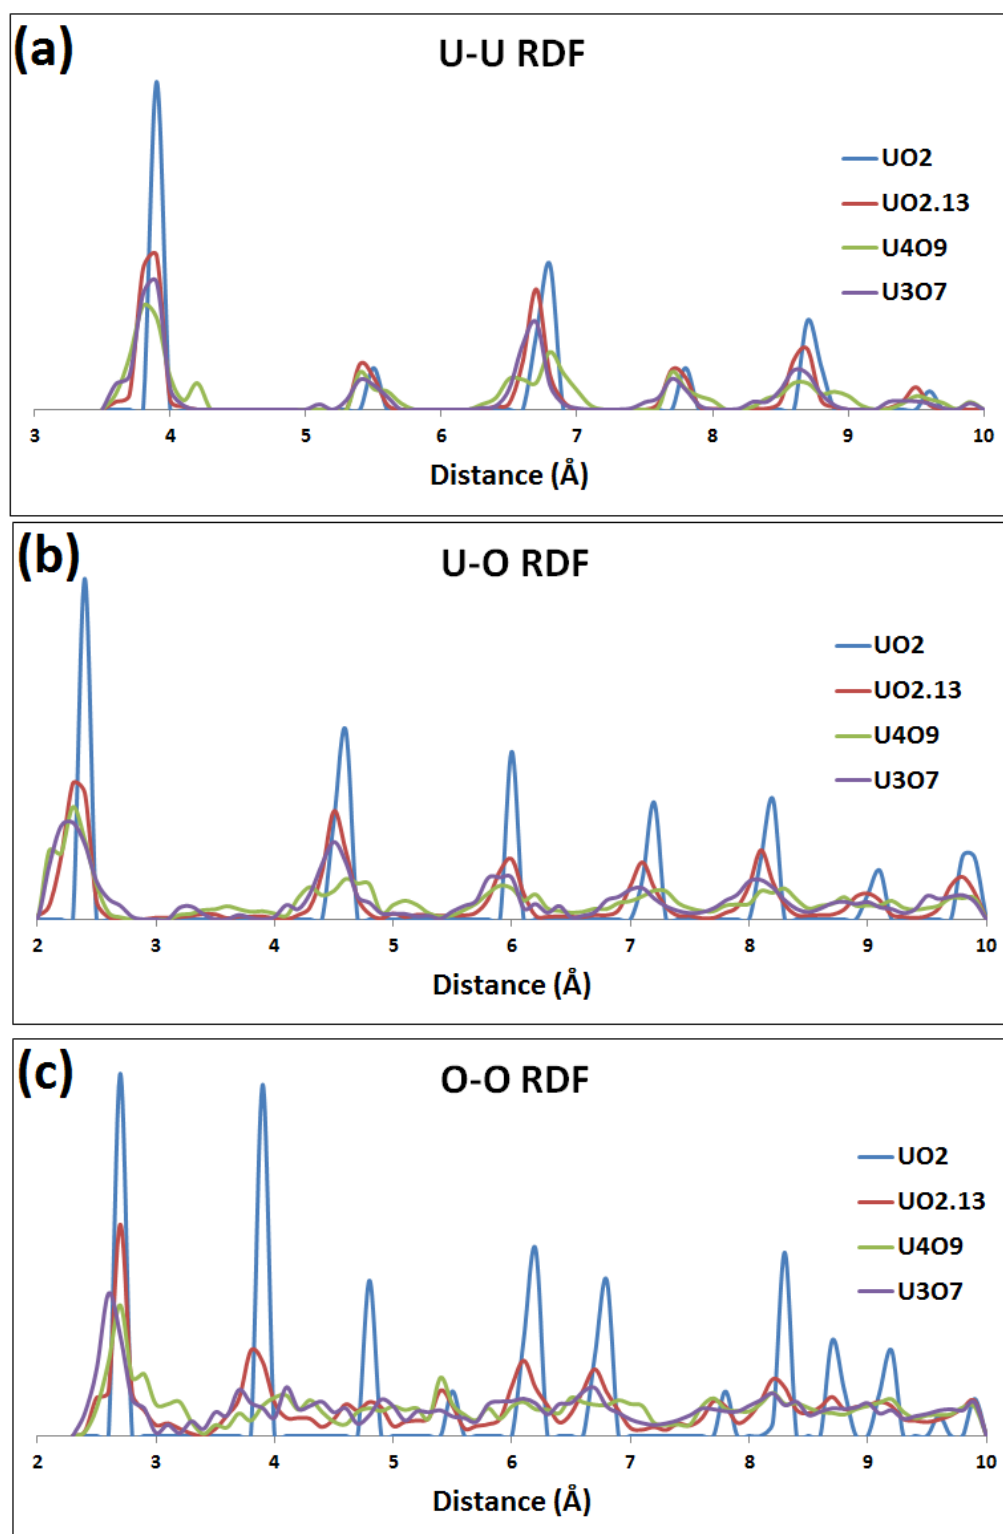 (a)
U-U RDF
UO2
UO2.13
U4O9
U3O7
3 4 5 6 7 8 9 10
Distance (Å)
(b)
U-O RDF
UO2
UO2.13
U4O9
U3O7
2 3 4 5 6 7 8 9 10
Distance (Å)
(c)
O-O RDF
UO2
UO2.13
U4O9
U3O7
2 3 4 5 6 7 8 9 10
Distance (Å)